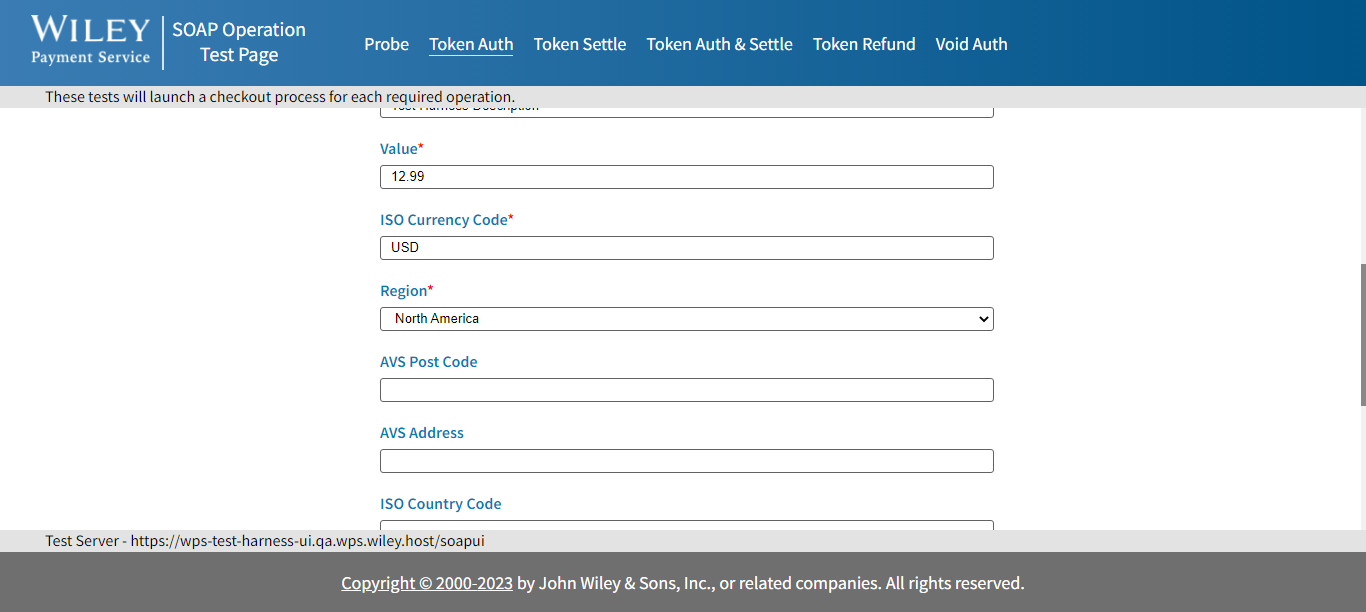 WILEY
Payment Service
SOAP Operation
Test Page
Probe Token Auth Token Settle Token Auth & Settle Token Refund Void Auth
These tests will launch a checkout process for each required operation.
Test Harness Description
Value*
12.99
ISO Currency Code*
USD
Region*
North America
AVS Post Code
AVS Address
ISO Country Code
Test Server - https://wps-test-harness-ui.qa.wps.wiley.host/soapui
Copyright © 2000-2023 by John Wiley & Sons, Inc., or related companies. All rights reserved.